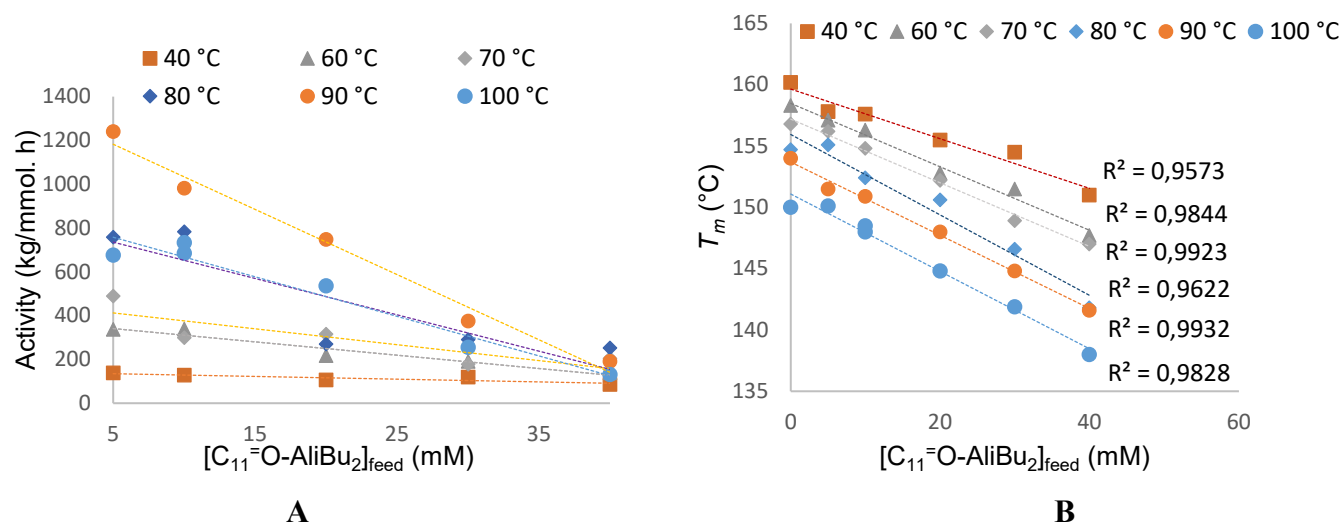 40 °C 60 °C 70 °C
80 °C 90 °C 100 °C
Activity (kg/mmol. h)
1400
1200
1000
800
600
400
200
0
5 15 25 35
[C₁₁⁼O-AliBu₂]feed (mM)
A
40 °C 60 °C 70 °C 80 °C 90 °C 100 °C
Tm (°C)
165
160
155
150
145
140
135
R² = 0,9573
R² = 0,9844
R² = 0,9923
R² = 0,9622
R² = 0,9932
R² = 0,9828
0 20 40 60
[C₁₁⁼O-AliBu₂]feed (mM)
B